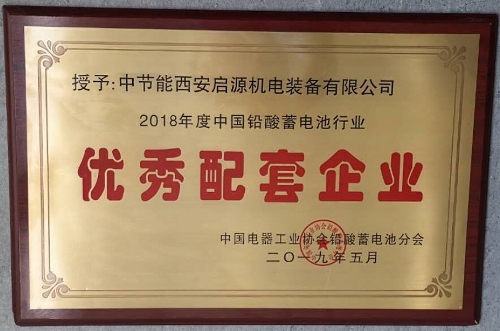 授予:中节能西安启源机电装备有限公司
2018年度中国铅酸蓄电池行业
优秀配套企业
中国电器工业协会铅酸蓄电池分会
二〇一九年五月